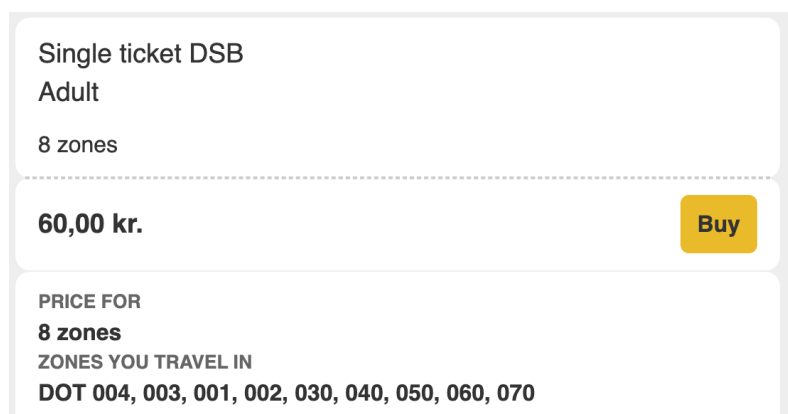 Single ticket DSB
Adult
8 zones
60,00 kr.
Buy
PRICE FOR
8 zones
ZONES YOU TRAVEL IN
DOT 004, 003, 001, 002, 030, 040, 050, 060, 070